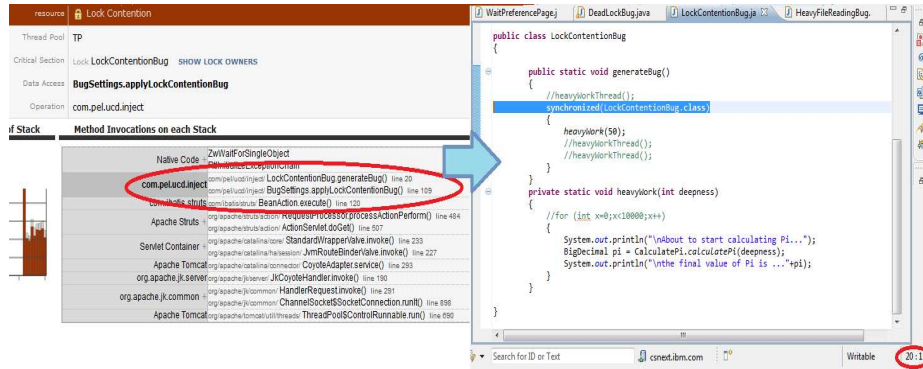 resource Lock Contention
Thread Pool TP
Critical Section Lock LockContentionBug SHOW LOCK OWNERS
Data Access BugSettings.applyLockContentionBug
Operation com.pel.ucd.inject
of Stack Method Invocations on each Stack
Native Code + ZwWaitForSingleObject
com.pel.ucd.inject com/pel/ucd/inject/ LockContentionBug.generateBug() line 20
com/pel/ucd/inject/ BugSettings.applyLockContentionBug() line 109
com.ibatis.struts com/ibatis/struts/ BeanAction.execute() line 120
Apache Struts + org/apache/struts/action/ RequestProcessor.processActionPerform() line 484
org/apache/struts/action/ ActionServlet.doGet() line 507
Servlet Container + org/apache/catalina/core/ StandardWrapperValve.invoke() line 233
org/apache/catalina/ha/session/ JvmRouteBinderValve.invoke() line 227
Apache Tomcat org/apache/catalina/connector/ CoyoteAdapter.service() line 293
org.apache.jk.server org/apache/jk/server/ JkCoyoteHandler.invoke() line 190
org.apache.jk.common + org/apache/jk/common/ HandlerRequest.invoke() line 291
org/apache/jk/common/ ChannelSocket$SocketConnection.runIt() line 898
Apache Tomcat org/apache/tomcat/util/threads/ ThreadPool$ControlRunnable.run() line 690
WaitPreferencePage.j DeadLockBug.java LockContentionBug.ja HeavyFileReadingBug.
public class LockContentionBug
{
public static void generateBug()
{
//heavyWorkThread();
synchronized(LockContentionBug.class)
{
heavyWork(50);
//heavyWorkThread();
//heavyWorkThread();
}
}
private static void heavyWork(int deepness)
{
//for (int x=0;x<10000;x++)
{
System.out.println("\nAbout to start calculating Pi...");
BigDecimal pi = CalculatePi.calculatePi(deepness);
System.out.println("\nthe final value of Pi is ..."+pi);
}
}
}
Search for ID or Text csnext.ibm.com Writable 20:1